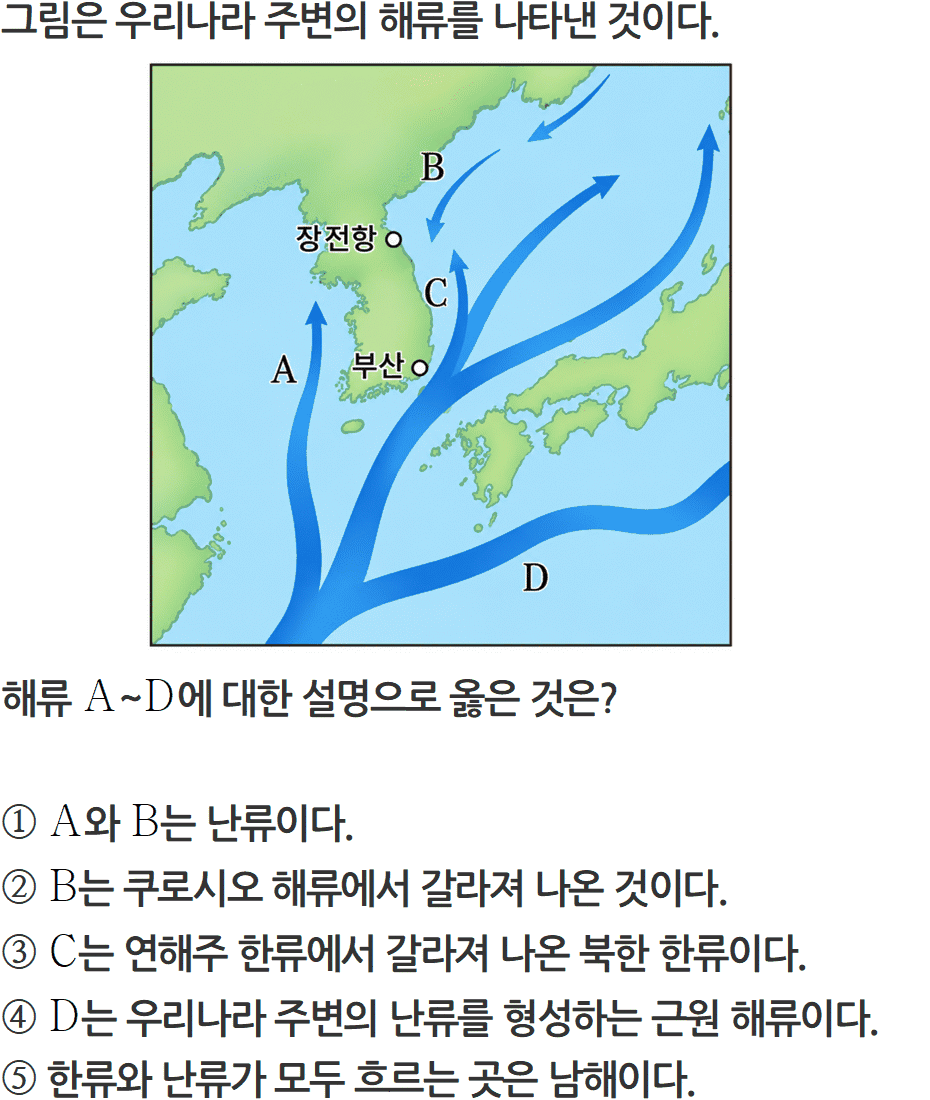 그림은 우리나라 주변의 해류를 나타낸 것이다.
B
장전항
C
부산
A
D
해류 A~D에 대한 설명으로 옳은 것은?
① A와 B는 난류이다.
② B는 쿠로시오 해류에서 갈라져 나온 것이다.
③ C는 연해주 한류에서 갈라져 나온 북한 한류이다.
④ D는 우리나라 주변의 난류를 형성하는 근원 해류이다.
⑤ 한류와 난류가 모두 흐르는 곳은 남해이다.